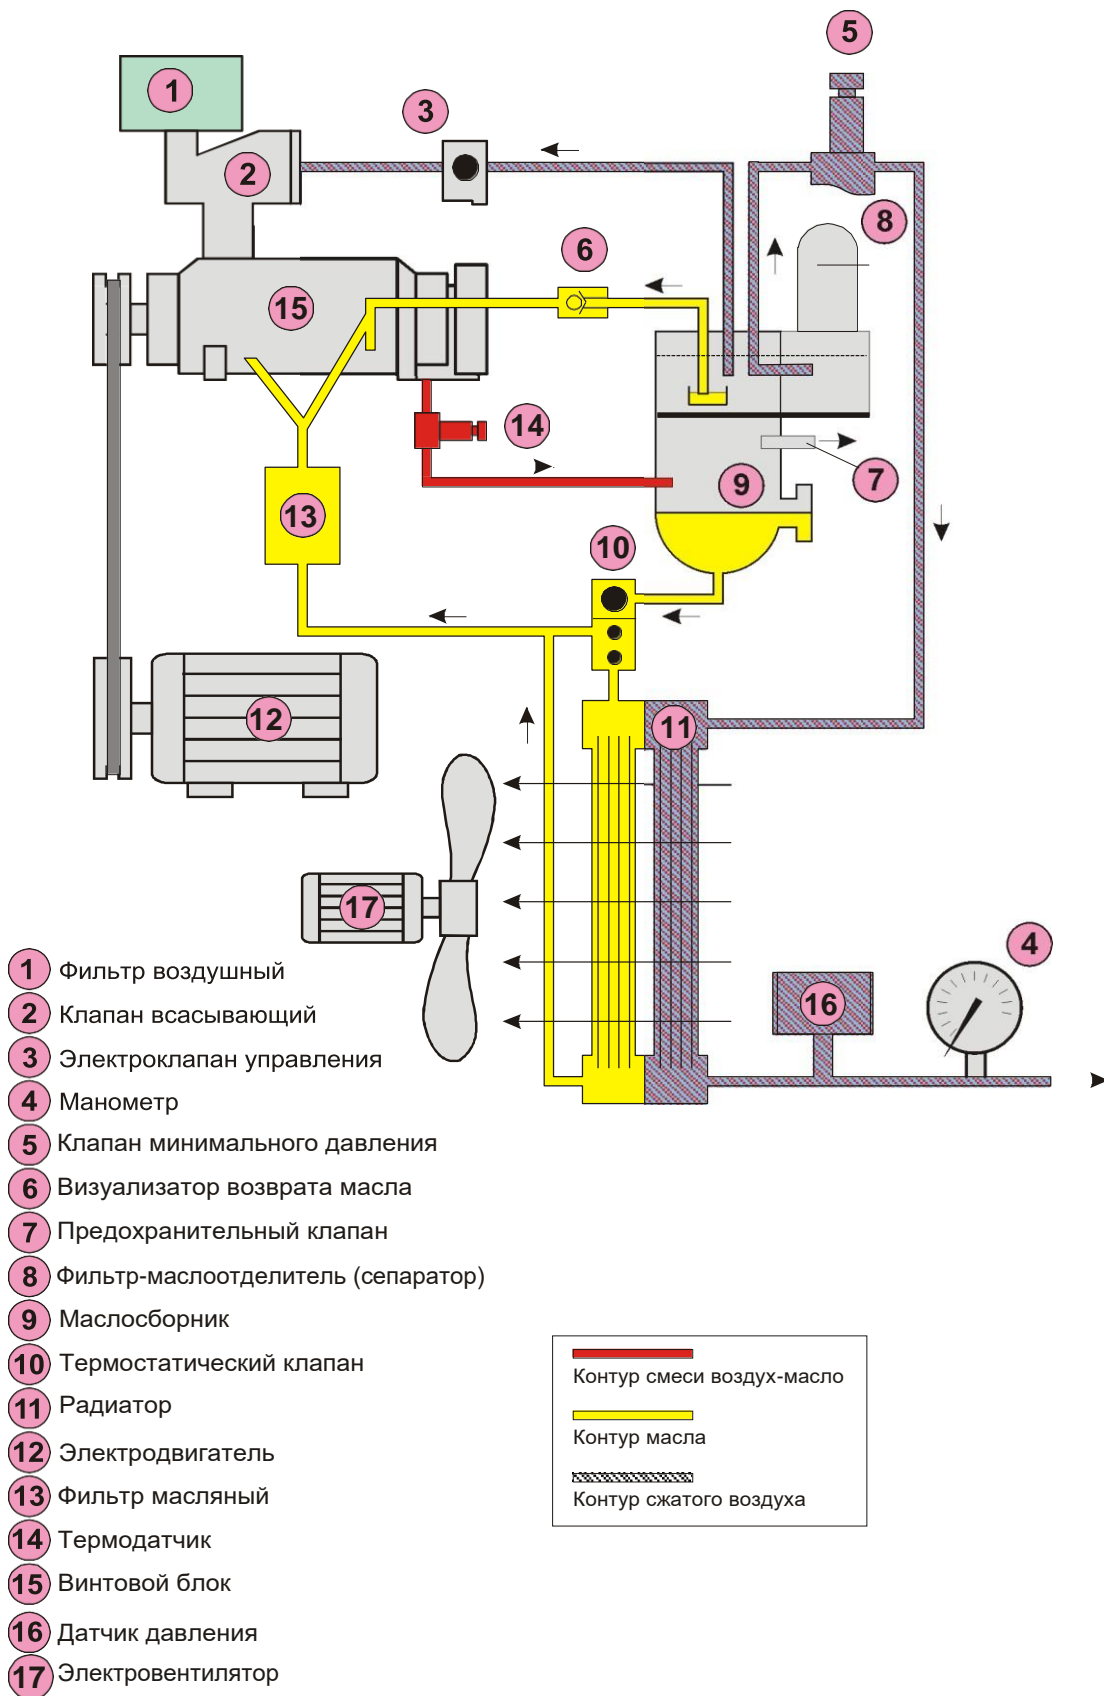 5
1
3
2
8
6
15
14
7
9
13
10
11
12
17
4
16
1 Фильтр воздушный
2 Клапан всасывающий
3 Электроклапан управления
4 Манометр
5 Клапан минимального давления
6 Визуализатор возврата масла
7 Предохранительный клапан
8 Фильтр-маслоотделитель (сепаратор)
9 Маслосборник
10 Термостатический клапан
11 Радиатор
12 Электродвигатель
13 Фильтр масляный
14 Термодатчик
15 Винтовой блок
16 Датчик давления
17 Электровентилятор
Контур смеси воздух-масло
Контур масла
Контур сжатого воздуха